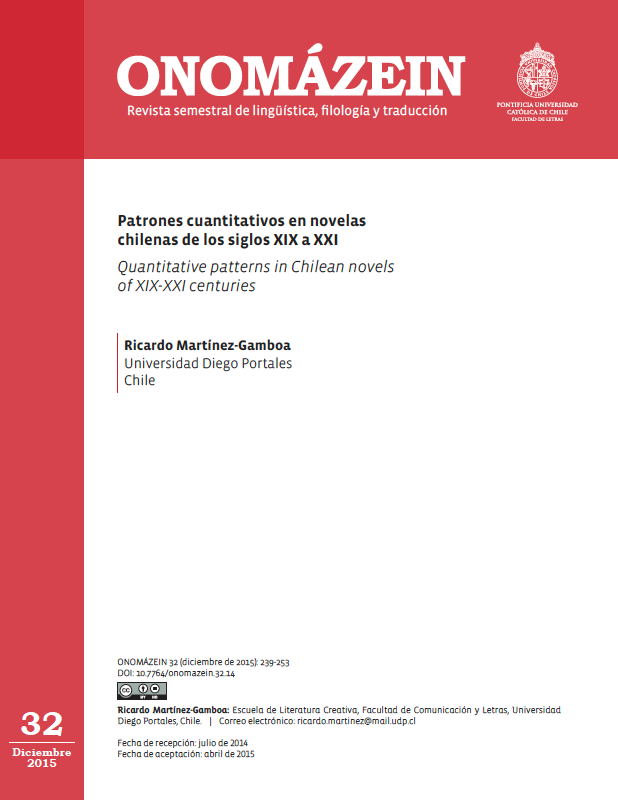 ONOMÁZEIN
Revista semestral de lingüística, filología y traducción
PONTIFICIA UNIVERSIDAD
CATÓLICA DE CHILE
FACULTAD DE LETRAS
Patrones cuantitativos en novelas
chilenas de los siglos XIX a XXI
Quantitative patterns in Chilean novels
of XIX-XXI centuries
Ricardo Martínez-Gamboa
Universidad Diego Portales
Chile
ONOMÁZEIN 32 (diciembre de 2015): 239-253
DOI: 10.7764/onomazein.32.14
Ricardo Martínez-Gamboa: Escuela de Literatura Creativa, Facultad de Comunicación y Letras, Universidad
Diego Portales, Chile. | Correo electrónico: ricardo.martinez@mail.udp.cl
Fecha de recepción: julio de 2014
Fecha de aceptación: abril de 2015
32
Diciembre
2015